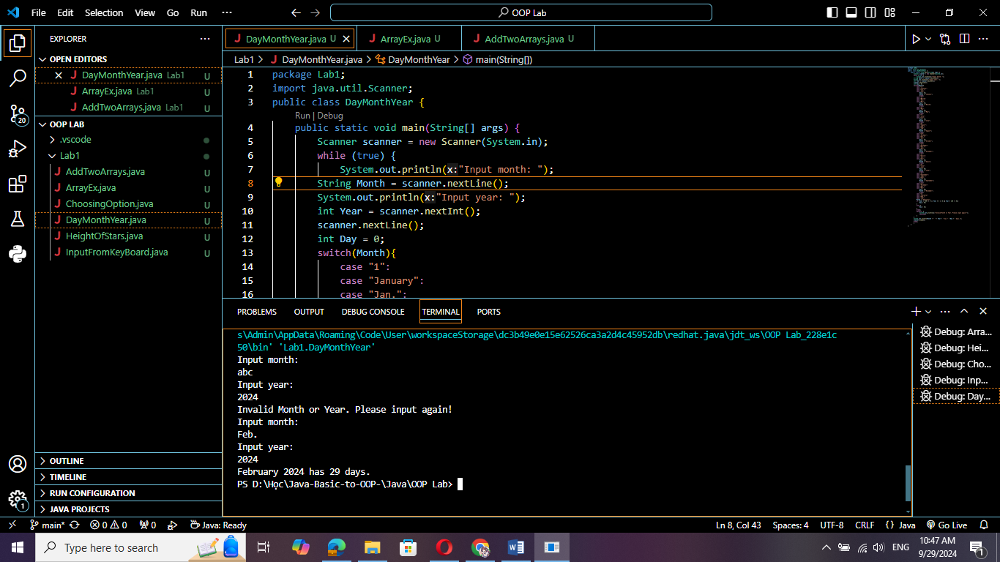 File Edit Selection View Go Run ··· OOP Lab
EXPLORER ···
OPEN EDITORS
DayMonthYear.java Lab1 U
ArrayEx.java Lab1 U
AddTwoArrays.java Lab1 U
OOP LAB
.vscode
Lab1
AddTwoArrays.java U
ArrayEx.java U
ChoosingOption.java U
DayMonthYear.java U
HeightOfStars.java U
InputFromKeyBoard.java U
OUTLINE
TIMELINE
RUN CONFIGURATION
JAVA PROJECTS
20
1
DayMonthYear.java U ArrayEx.java U AddTwoArrays.java U
Lab1 > DayMonthYear.java > DayMonthYear > main(String[])
1 package Lab1;
2 import java.util.Scanner;
3 public class DayMonthYear {
Run | Debug
4 public static void main(String[] args) {
5 Scanner scanner = new Scanner(System.in);
6 while (true) {
7 System.out.println(x:"Input month: ");
8 String Month = scanner.nextLine();
9 System.out.println(x:"Input year: ");
10 int Year = scanner.nextInt();
11 scanner.nextLine();
12 int Day = 0;
13 switch(Month){
14 case "1":
15 case "January":
16 case "Jan.":
PROBLEMS OUTPUT DEBUG CONSOLE TERMINAL PORTS
s\Admin\AppData\Roaming\Code\User\workspaceStorage\dc3b49e0e15e62526ca3a2d4c45952db\redhat.java\jdt_ws\OOP Lab_228e1c
50\bin' 'Lab1.DayMonthYear'
Input month:
abc
Input year:
2024
Invalid Month or Year. Please input again!
Input month:
Feb.
Input year:
2024
February 2024 has 29 days.
PS D:\Học\Java-Basic-to-OOP-\Java\OOP Lab>
Debug: Arra...
Debug: Hei...
Debug: Cho...
Debug: Inp...
Debug: Day...
main* 0 0 0 Java: Ready Ln 8, Col 43 Spaces: 4 UTF-8 CRLF {} Java Go Live
Type here to search ENG 10:47 AM
9/29/2024
1